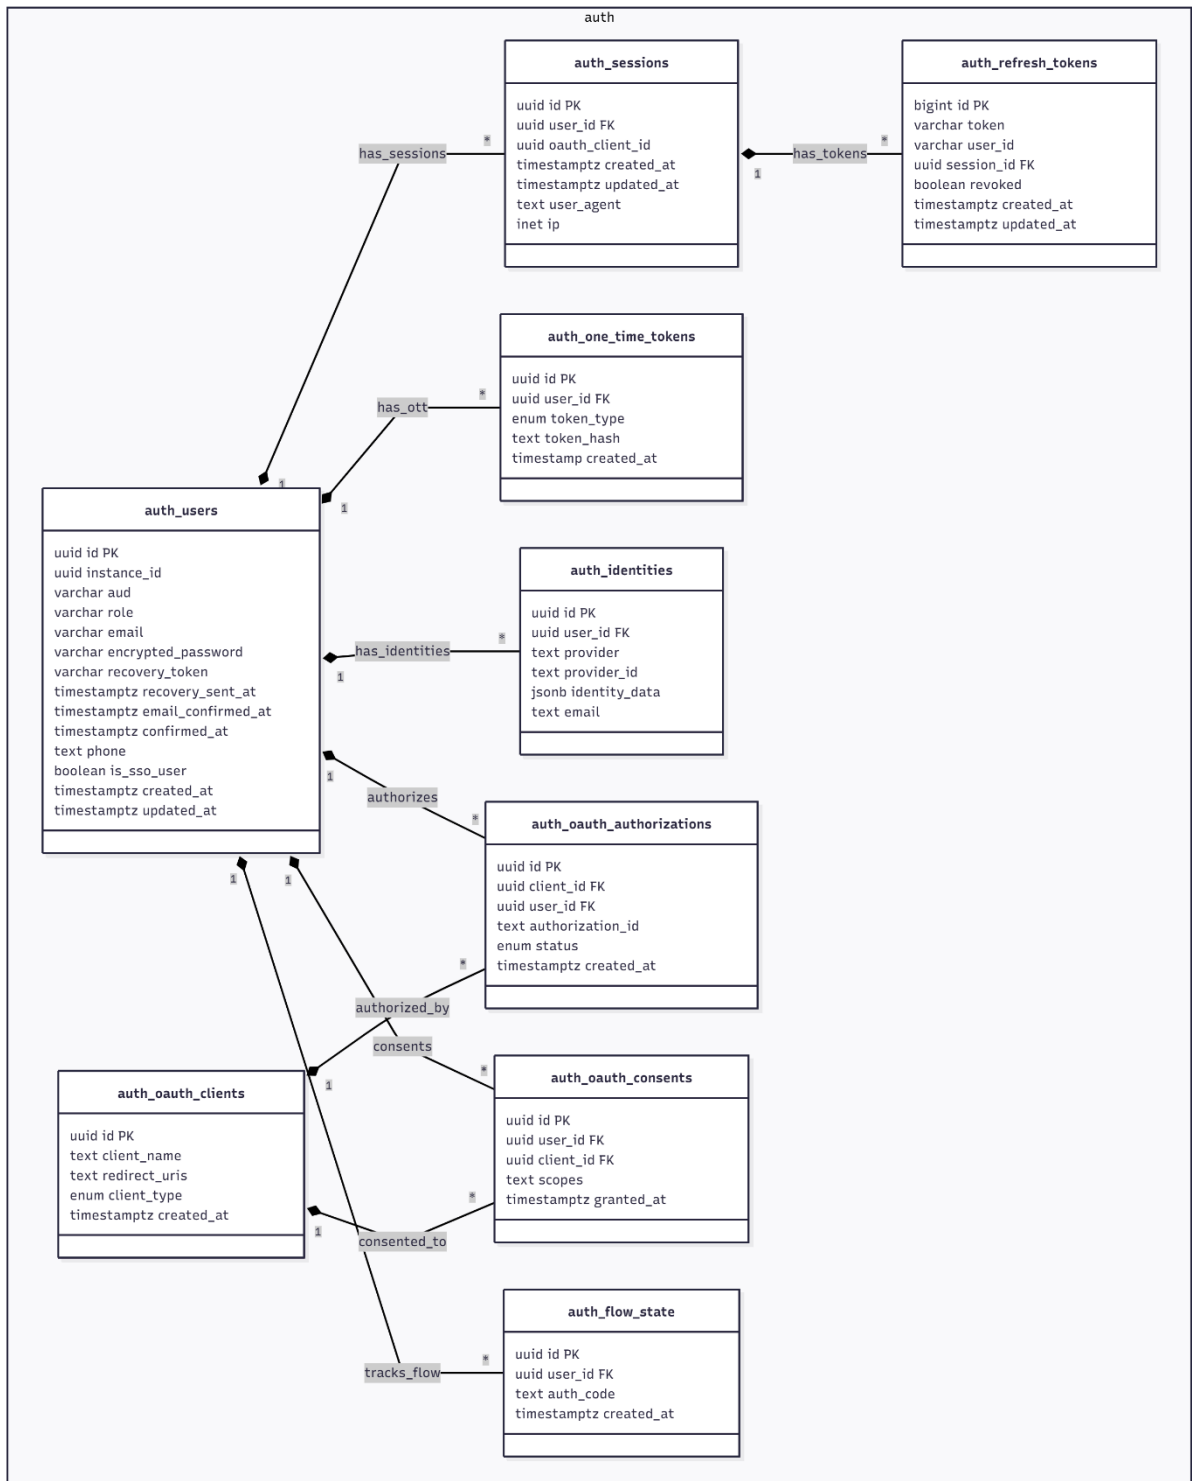 auth
auth_sessions
uuid id PK
uuid user_id FK
uuid oauth_client_id
timestamptz created_at
timestamptz updated_at
text user_agent
inet ip
auth_refresh_tokens
bigint id PK
varchar token
varchar user_id
uuid session_id FK
boolean revoked
timestamptz created_at
timestamptz updated_at
has_sessions
*
1
has_tokens
*
1
auth_one_time_tokens
uuid id PK
uuid user_id FK
enum token_type
text token_hash
timestamp created_at
has_ott
*
1
auth_users
uuid id PK
uuid instance_id
varchar aud
varchar role
varchar email
varchar encrypted_password
varchar recovery_token
timestamptz recovery_sent_at
timestamptz email_confirmed_at
timestamptz confirmed_at
text phone
boolean is_sso_user
timestamptz created_at
timestamptz updated_at
auth_identities
uuid id PK
uuid user_id FK
text provider
text provider_id
jsonb identity_data
text email
has_identities
*
1
authorizes
*
1
auth_oauth_authorizations
uuid id PK
uuid client_id FK
uuid user_id FK
text authorization_id
enum status
timestamptz created_at
1
1
authorized_by
*
1
consents
*
auth_oauth_clients
uuid id PK
text client_name
text redirect_uris
enum client_type
timestamptz created_at
auth_oauth_consents
uuid id PK
uuid user_id FK
uuid client_id FK
text scopes
timestamptz granted_at
consented_to
*
1
auth_flow_state
uuid id PK
uuid user_id FK
text auth_code
timestamptz created_at
tracks_flow
*